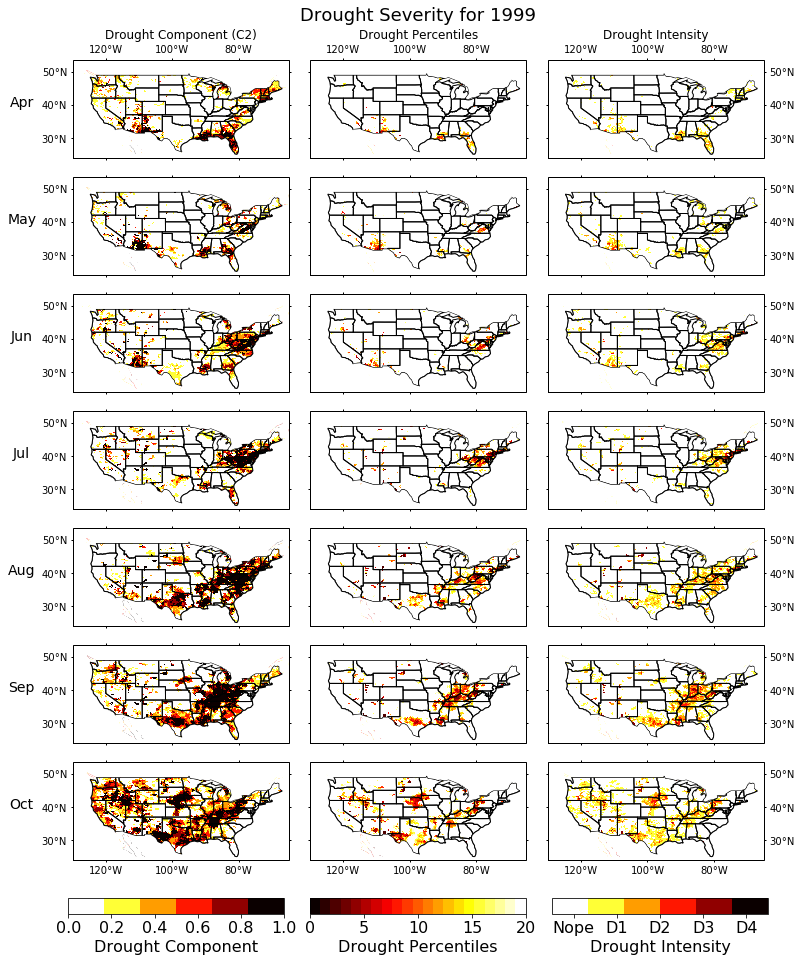 Drought Severity for 1999
Drought Component (C2) Drought Percentiles Drought Intensity
120°W 100°W 80°W 120°W 100°W 80°W 120°W 100°W 80°W
50°N 50°N
Apr 40°N 40°N
30°N 30°N
50°N 50°N
May 40°N 40°N
30°N 30°N
50°N 50°N
Jun 40°N 40°N
30°N 30°N
50°N 50°N
Jul 40°N 40°N
30°N 30°N
50°N 50°N
Aug 40°N 40°N
30°N 30°N
50°N 50°N
Sep 40°N 40°N
30°N 30°N
50°N 50°N
Oct 40°N 40°N
30°N 30°N
120°W 100°W 80°W 120°W 100°W 80°W 120°W 100°W 80°W
0.0 0.2 0.4 0.6 0.8 1.0 0 5 10 15 20 Nope D1 D2 D3 D4
Drought Component Drought Percentiles Drought Intensity